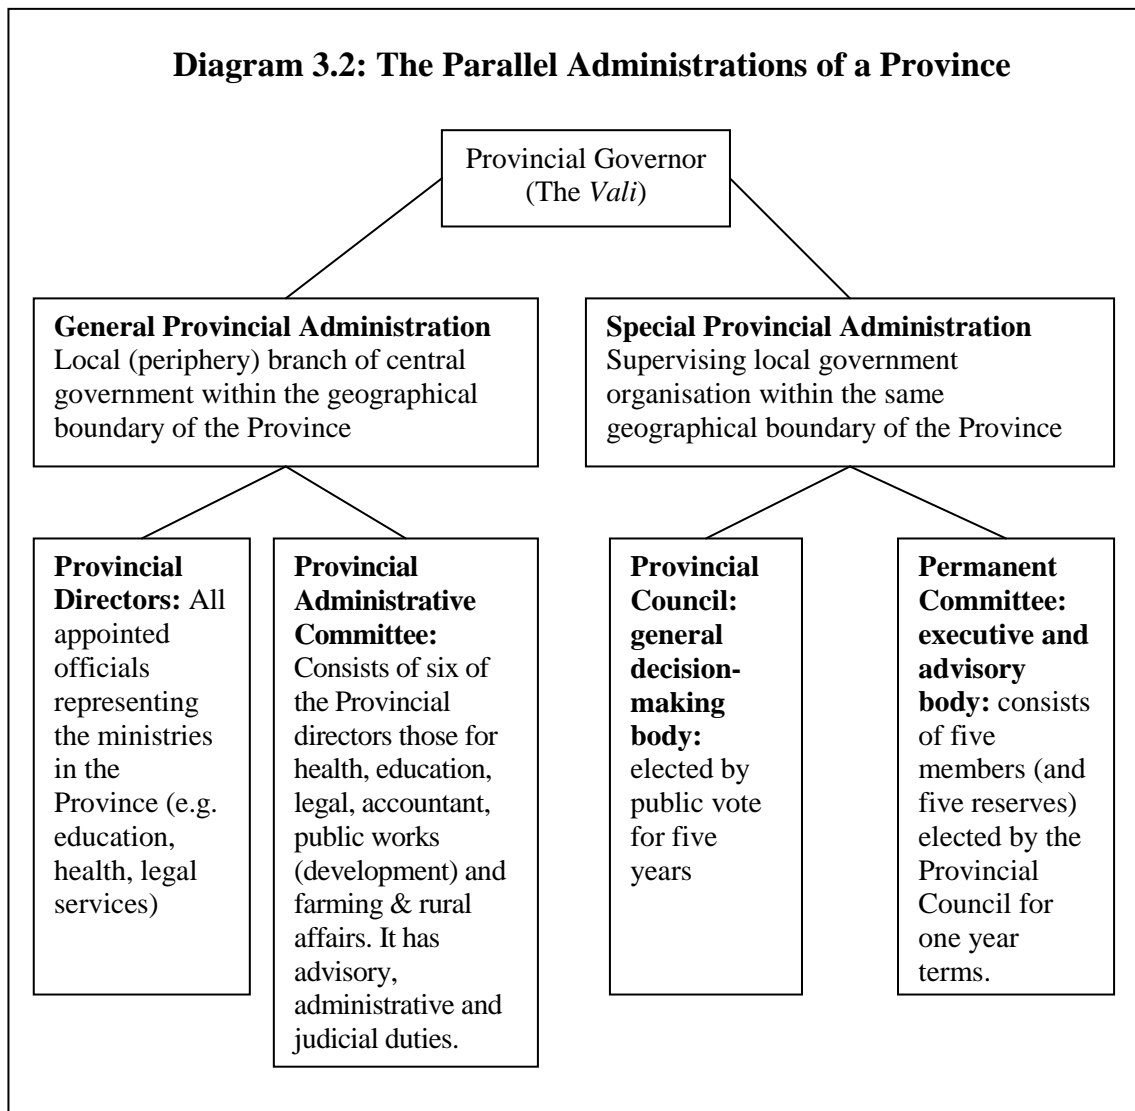 Diagram 3.2: The Parallel Administrations of a Province
Provincial Governor
(The Vali)
General Provincial Administration
Local (periphery) branch of central
government within the geographical
boundary of the Province
Special Provincial Administration
Supervising local government
organisation within the same
geographical boundary of the Province
Provincial
Directors: All
appointed
officials
representing
the ministries
in the
Province (e.g.
education,
health, legal
services)
Provincial
Administrative
Committee:
Consists of six of
the Provincial
directors those for
health, education,
legal, accountant,
public works
(development) and
farming & rural
affairs. It has
advisory,
administrative and
judicial duties.
Provincial
Council:
general
decision-
making
body:
elected by
public vote
for five
years
Permanent
Committee:
executive and
advisory
body: consists
of five
members (and
five reserves)
elected by the
Provincial
Council for
one year
terms.